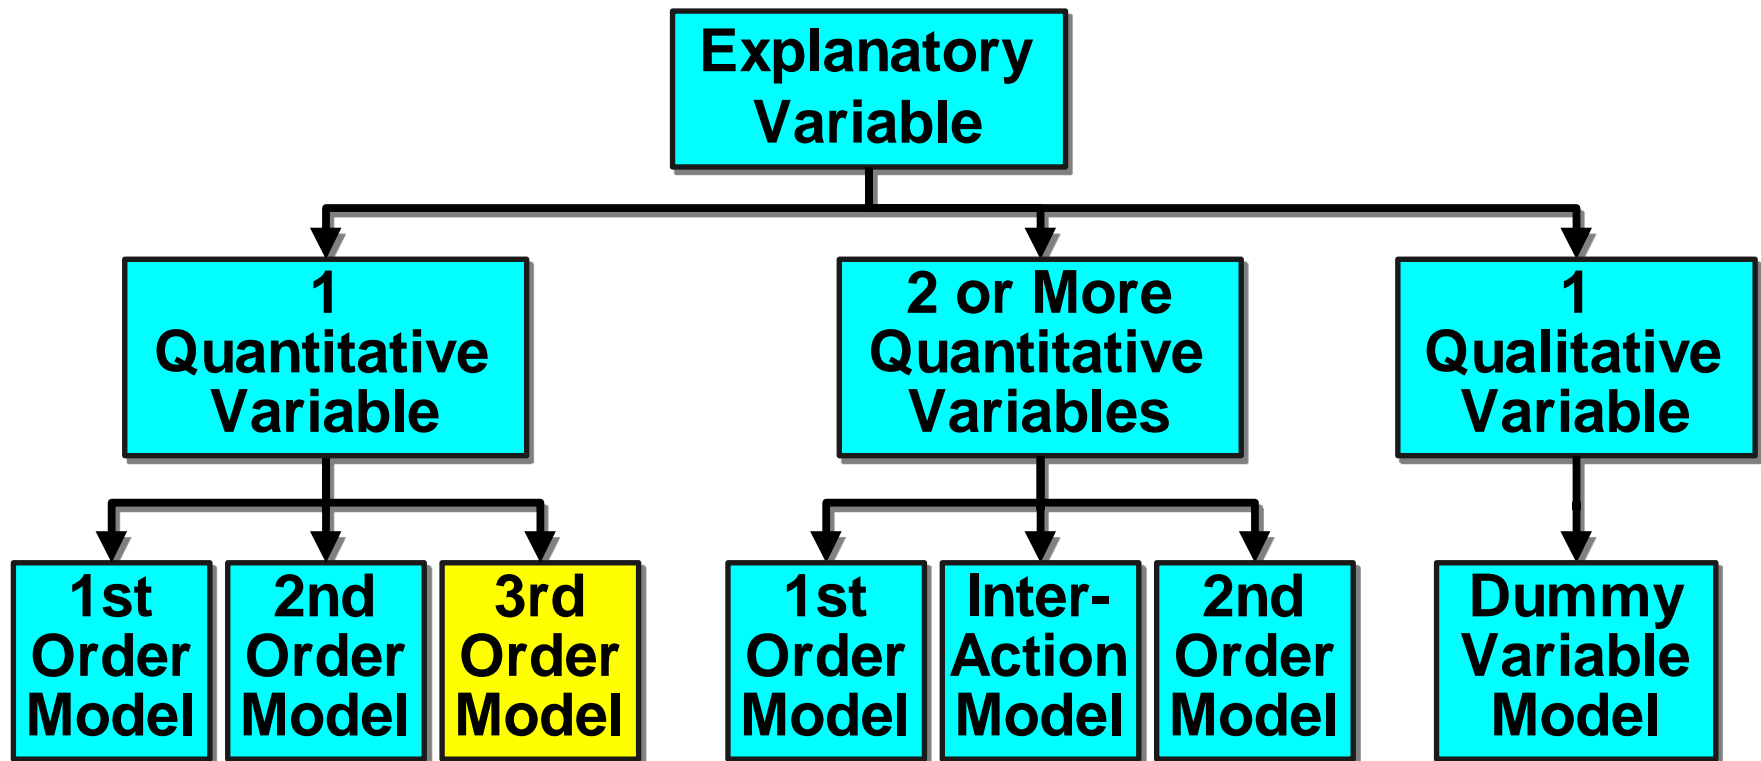 Explanatory
Variable
1
Quantitative
Variable
2 or More
Quantitative
Variables
1
Qualitative
Variable
1st
Order
Model
2nd
Order
Model
3rd
Order
Model
1st
Order
Model
Inter-
Action
Model
2nd
Order
Model
Dummy
Variable
Model